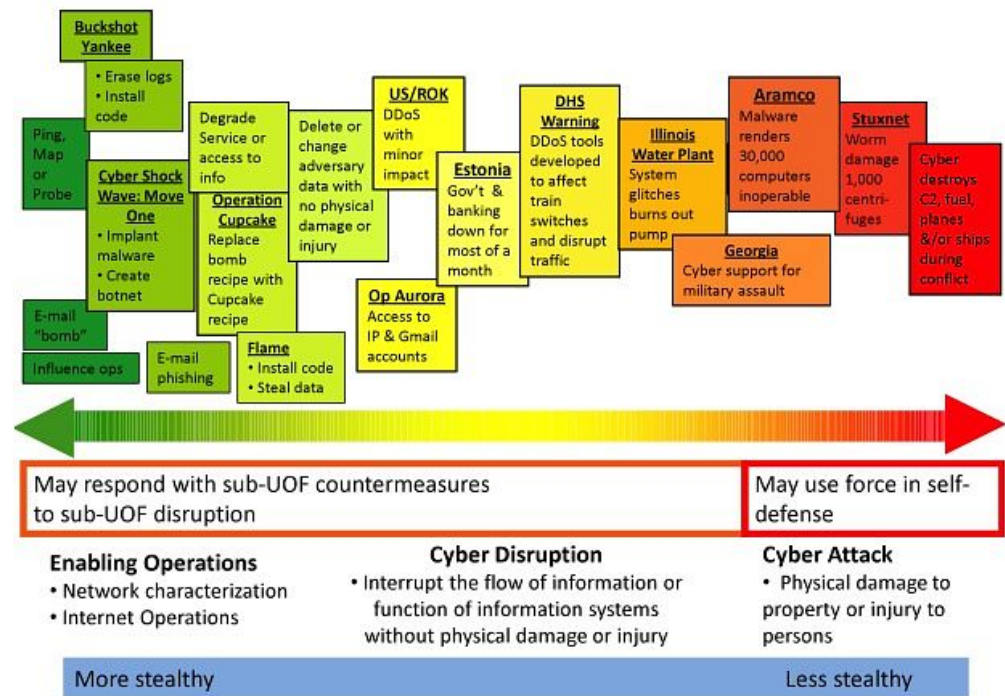 Buckshot
Yankee
• Erase logs
• Install
code
Ping,
Map
or
Probe
Cyber Shock
Wave: Move
One
• Implant
malware
• Create
botnet
E-mail
"bomb"
Influence ops
E-mail
phishing
Degrade
Service or
access to
info
Operation
Cupcake
Replace
bomb
recipe with
Cupcake
recipe
Flame
• Install code
• Steal data
Delete or
change
adversary
data with
no physical
damage or
injury
US/ROK
DDoS
with
minor
impact
Op Aurora
Access to
IP & Gmail
accounts
Estonia
Gov't &
banking
down for
most of a
month
DHS
Warning
DDoS tools
developed
to affect
train
switches
and disrupt
traffic
Illinois
Water Plant
System
glitches
burns out
pump
Georgia
Cyber support for
military assault
Aramco
Malware
renders
30,000
computers
inoperable
Stuxnet
Worm
damage
1,000
centri-
fuges
Cyber
destroys
C2, fuel,
planes
&/or ships
during
conflict
May respond with sub-UOF countermeasures
to sub-UOF disruption
May use force in self-
defense
Enabling Operations
• Network characterization
• Internet Operations
Cyber Disruption
• Interrupt the flow of information or
function of information systems
without physical damage or injury
Cyber Attack
• Physical damage to
property or injury to
persons
More stealthy
Less stealthy